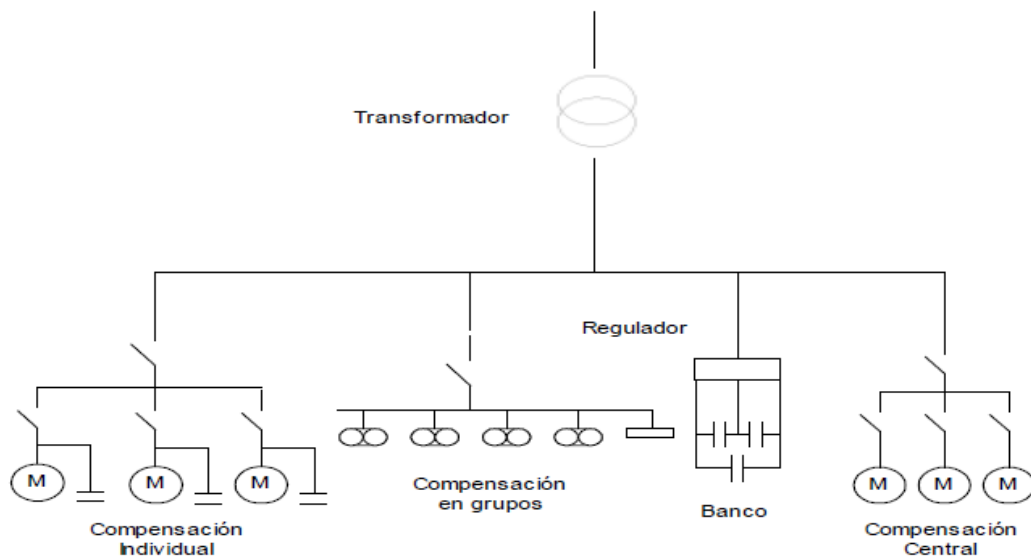 Transformador
Regulador
M
M
M
M
M
M
Compensación
Individual
Compensación
en grupos
Banco
Compensación
Central